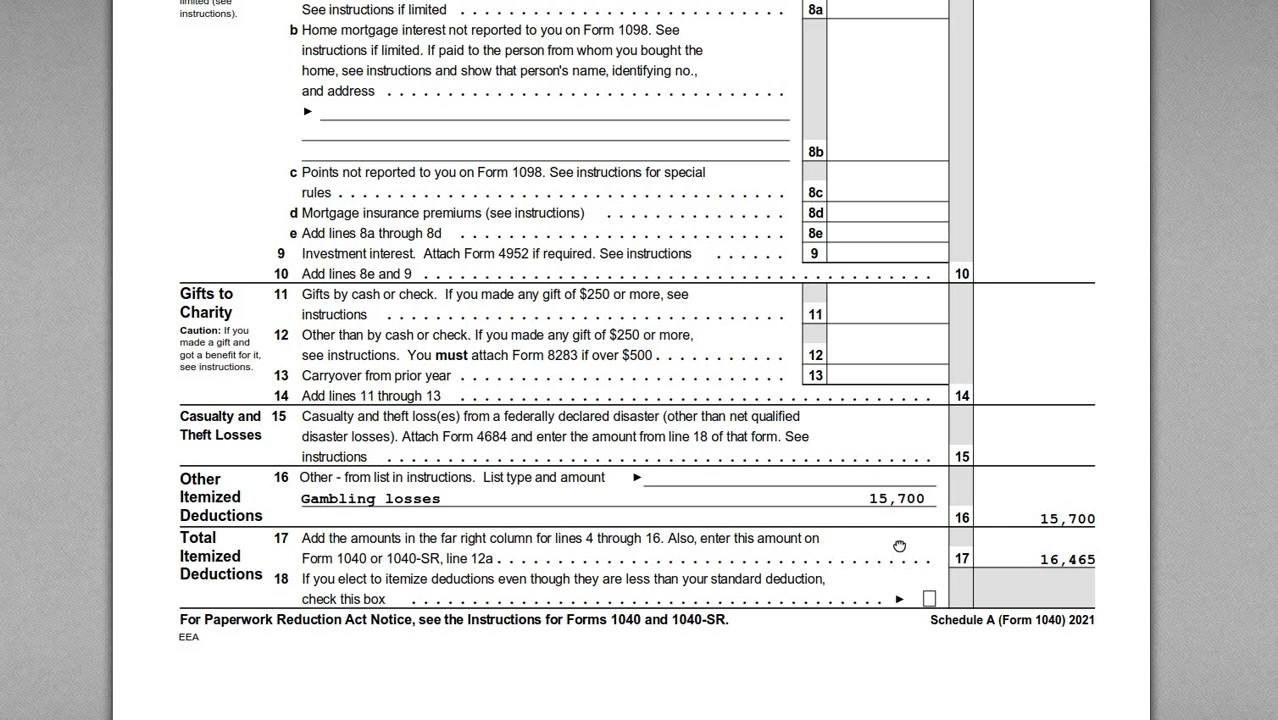 limited (see
instructions).
See instructions if limited . . . . . . . . . . . . . . . . . . . . . . 8a
b Home mortgage interest not reported to you on Form 1098. See
instructions if limited. If paid to the person from whom you bought the
home, see instructions and show that person's name, identifying no.,
and address . . . . . . . . . . . . . . . . . . . . . . . . . .
►
8b
c Points not reported to you on Form 1098. See instructions for special
rules . . . . . . . . . . . . . . . . . . . . . . . . . . . . . 8c
d Mortgage insurance premiums (see instructions) . . . . . . . . . . . . 8d
e Add lines 8a through 8d . . . . . . . . . . . . . . . . . . . . . . 8e
9 Investment interest. Attach Form 4952 if required. See instructions . . . . . . 9
10 Add lines 8e and 9 . . . . . . . . . . . . . . . . . . . . . . . . . . . . . . . . . . 10
Gifts to
Charity
Caution: If you
made a gift and
got a benefit for it,
see instructions.
11 Gifts by cash or check. If you made any gift of $250 or more, see
instructions . . . . . . . . . . . . . . . . . . . . . . . . . . 11
12 Other than by cash or check. If you made any gift of $250 or more,
see instructions. You must attach Form 8283 if over $500 . . . . . . . . . . 12
13 Carryover from prior year . . . . . . . . . . . . . . . . . . . . . . 13
14 Add lines 11 through 13 . . . . . . . . . . . . . . . . . . . . . . . . . . . . . . . . 14
Casualty and
Theft Losses
15 Casualty and theft loss(es) from a federally declared disaster (other than net qualified
disaster losses). Attach Form 4684 and enter the amount from line 18 of that form. See
instructions . . . . . . . . . . . . . . . . . . . . . . . . . . . . . . . . . . . . 15
Other
Itemized
Deductions
16 Other - from list in instructions. List type and amount ►
Gambling losses 15,700
16 15,700
Total
Itemized
Deductions
17 Add the amounts in the far right column for lines 4 through 16. Also, enter this amount on
Form 1040 or 1040-SR, line 12a . . . . . . . . . . . . . . . . . . . . . . . . . . . . . . 17 16,465
18 If you elect to itemize deductions even though they are less than your standard deduction,
check this box . . . . . . . . . . . . . . . . . . . . . . . . . . . . . . . ►
For Paperwork Reduction Act Notice, see the Instructions for Forms 1040 and 1040-SR. Schedule A (Form 1040) 2021
EEA